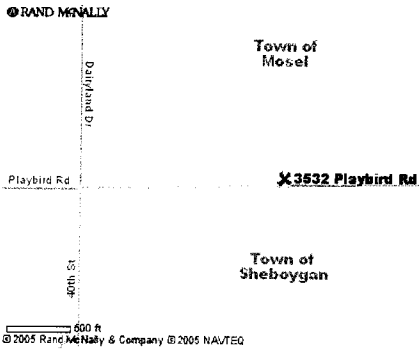 RAND McNALLY
Town of
Mosel
Dairyland Dr
Playbird Rd
3532 Playbird Rd
Town of
Sheboygan
40th St
600 ft
© 2005 Rand McNally & Company © 2005 NAVTEQ